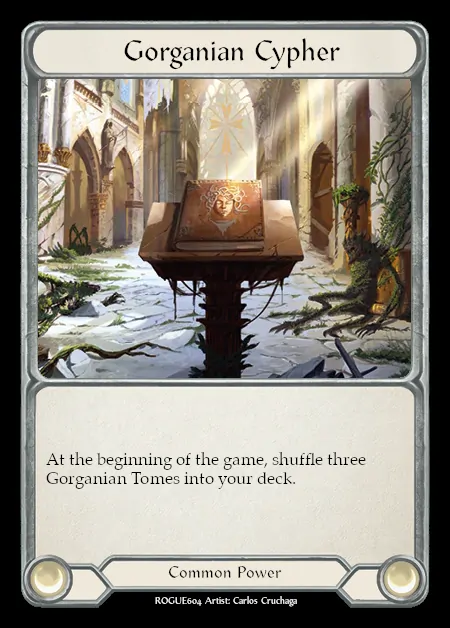 Gorganian Cypher
At the beginning of the game, shuffle three
Gorganian Tomes into your deck.
Common Power
ROGUE604 Artist: Carlos Cruchaga